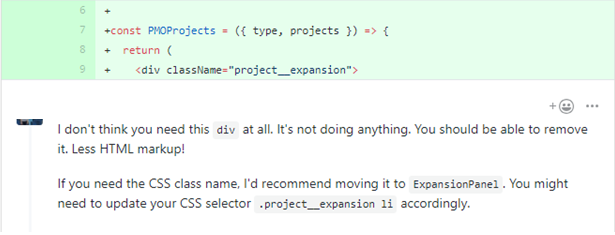 6 +
7 +const PMOProjects = ({ type, projects }) => {
8 + return (
9 + <div className="project__expansion">
I don't think you need this div at all. It's not doing anything. You should be able to remove
it. Less HTML markup!
If you need the CSS class name, I'd recommend moving it to ExpansionPanel. You might
need to update your CSS selector .project__expansion li accordingly.